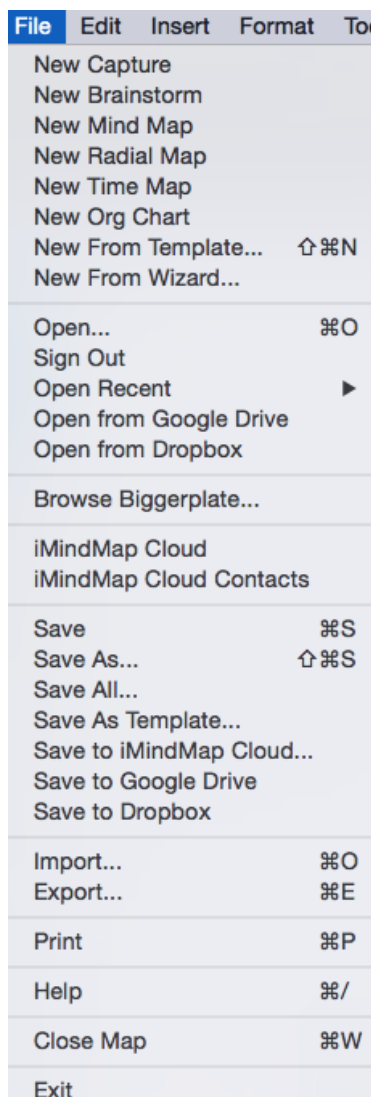 File Edit Insert Format
New Capture
New Brainstorm
New Mind Map
New Radial Map
New Time Map
New Org Chart
New From Template... ⇧⌘N
New From Wizard...
Open... ⌘O
Sign Out
Open Recent ▶
Open from Google Drive
Open from Dropbox
Browse Biggerplate...
iMindMap Cloud
iMindMap Cloud Contacts
Save ⌘S
Save As... ⇧⌘S
Save All...
Save As Template...
Save to iMindMap Cloud...
Save to Google Drive
Save to Dropbox
Import... ⌘O
Export... ⌘E
Print ⌘P
Help ⌘/
Close Map ⌘W
Exit